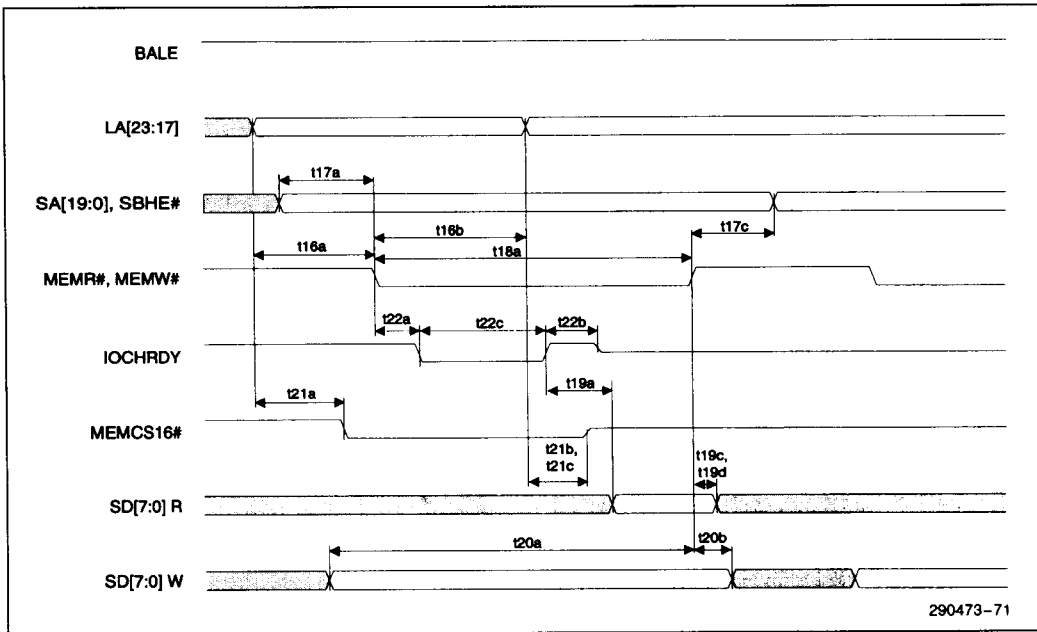 BALE
LA[23:17]
t17a
SA[19:0], SBHE#
t16b
t17c
t16a
t18a
MEMR#, MEMW#
t22a
t22c
t22b
IOCHRDY
t19a
t21a
MEMCS16#
t21b,
t21c
t19c,
t19d
SD[7:0] R
t20a
t20b
SD[7:0] W
290473-71